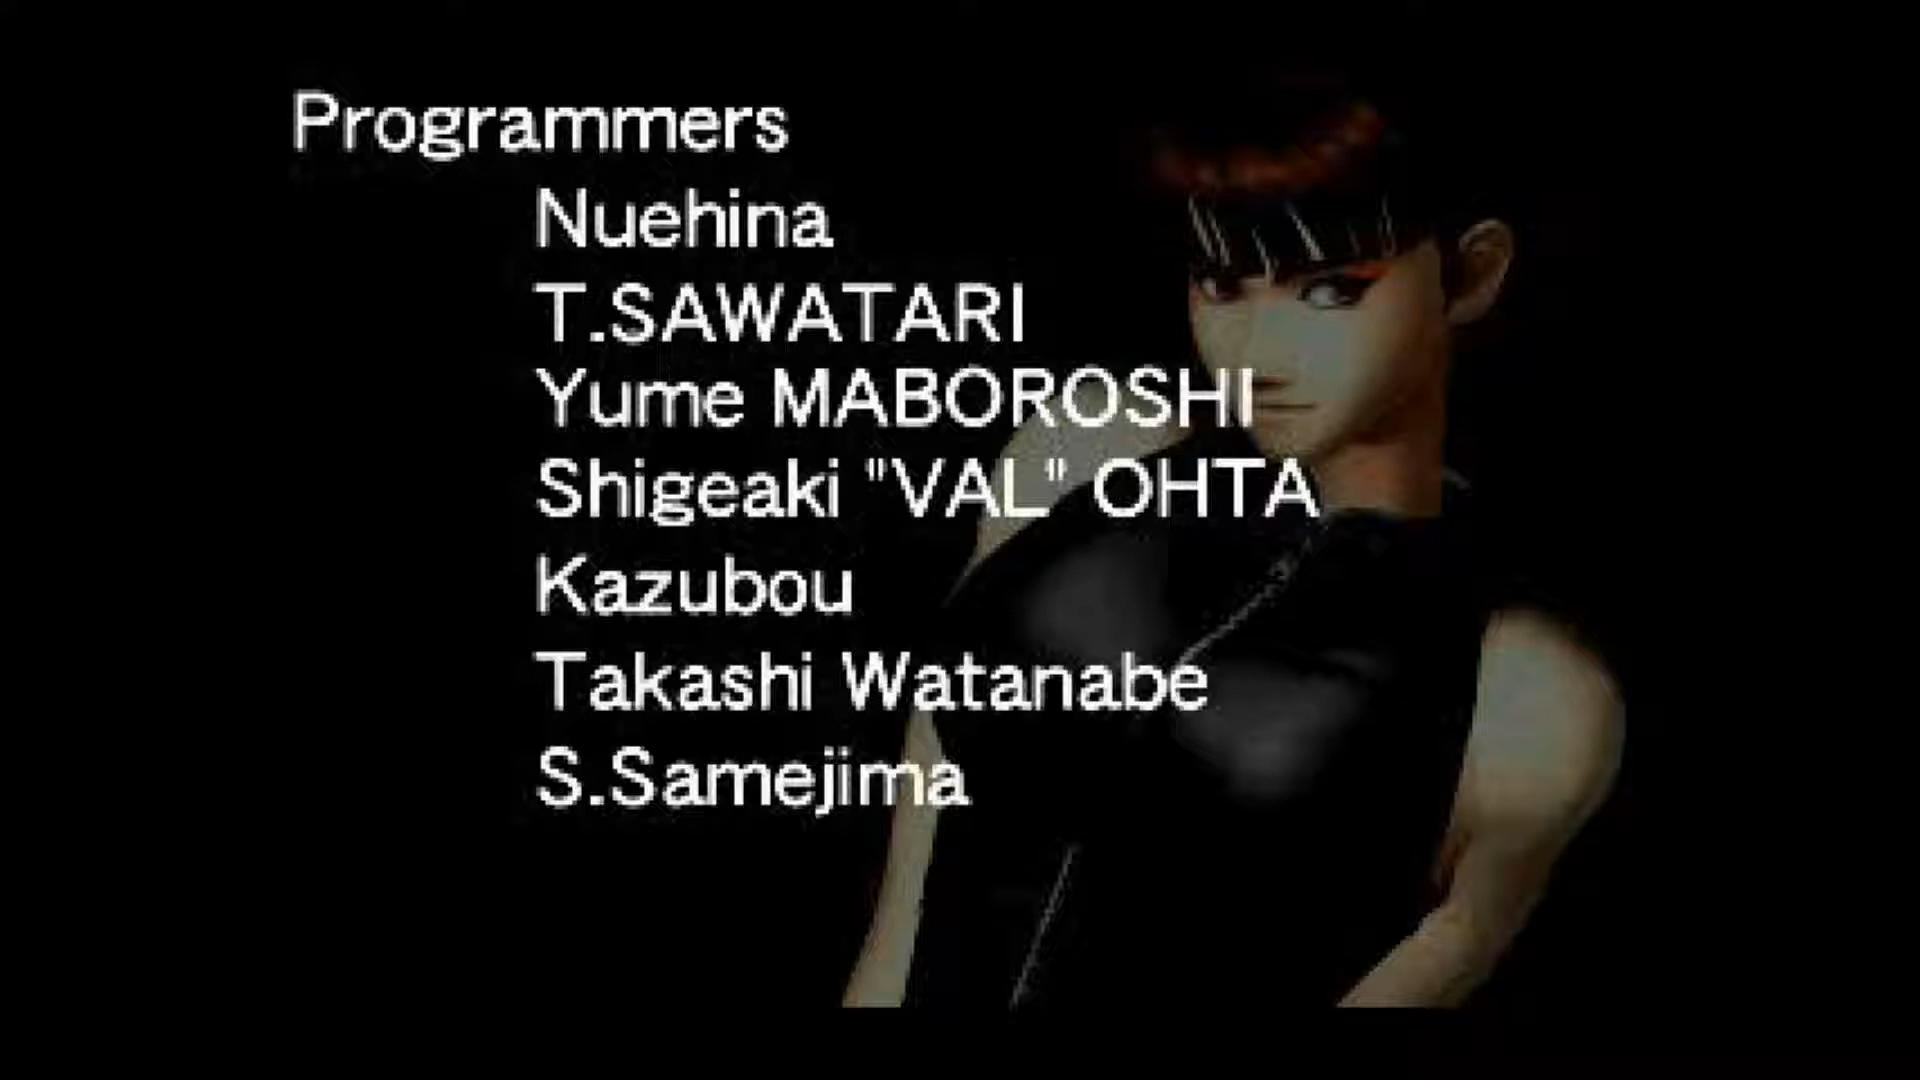 Programmers
Nuehina
T.SAWATARI
Yume MABOROSHI
Shigeaki "VAL" OHTA
Kazubou
Takashi Watanabe
S.Samejima